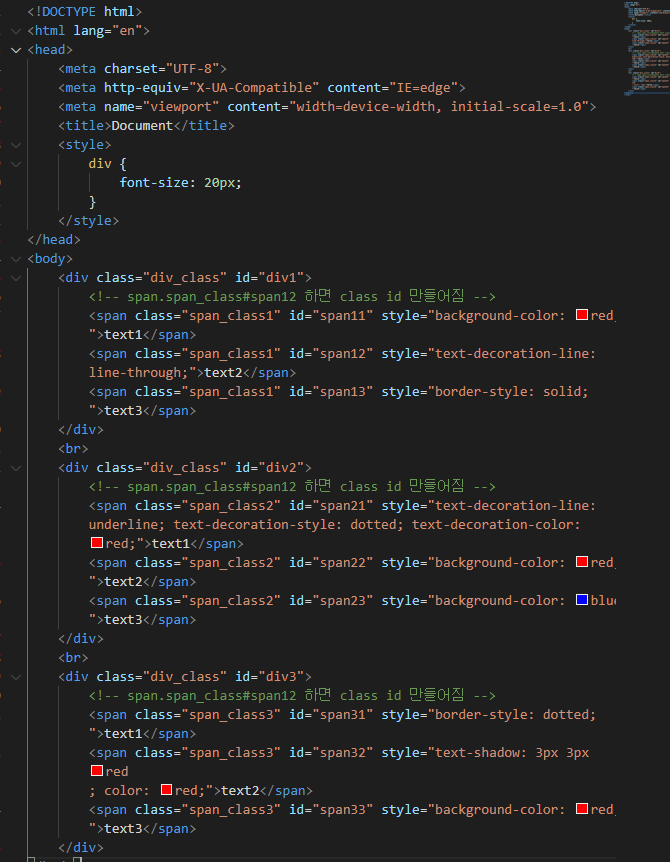 <!DOCTYPE html>
<html lang="en">
<head>
<meta charset="UTF-8">
<meta http-equiv="X-UA-Compatible" content="IE=edge">
<meta name="viewport" content="width=device-width, initial-scale=1.0">
<title>Document</title>
<style>
div {
font-size: 20px;
}
</style>
</head>
<body>
<div class="div_class" id="div1">
<!-- span.span_class#span12 하면 class id 만들어짐 -->
<span class="span_class1" id="span11" style="background-color: red;
">text1</span>
<span class="span_class1" id="span12" style="text-decoration-line:
line-through;">text2</span>
<span class="span_class1" id="span13" style="border-style: solid;
">text3</span>
</div>
<br>
<div class="div_class" id="div2">
<!-- span.span_class#span12 하면 class id 만들어짐 -->
<span class="span_class2" id="span21" style="text-decoration-line:
underline; text-decoration-style: dotted; text-decoration-color:
red;">text1</span>
<span class="span_class2" id="span22" style="background-color: red;
">text2</span>
<span class="span_class2" id="span23" style="background-color: blue
">text3</span>
</div>
<br>
<div class="div_class" id="div3">
<!-- span.span_class#span12 하면 class id 만들어짐 -->
<span class="span_class3" id="span31" style="border-style: dotted;
">text1</span>
<span class="span_class3" id="span32" style="text-shadow: 3px 3px
red
; color: red;">text2</span>
<span class="span_class3" id="span33" style="background-color: red;
">text3</span>
</div>